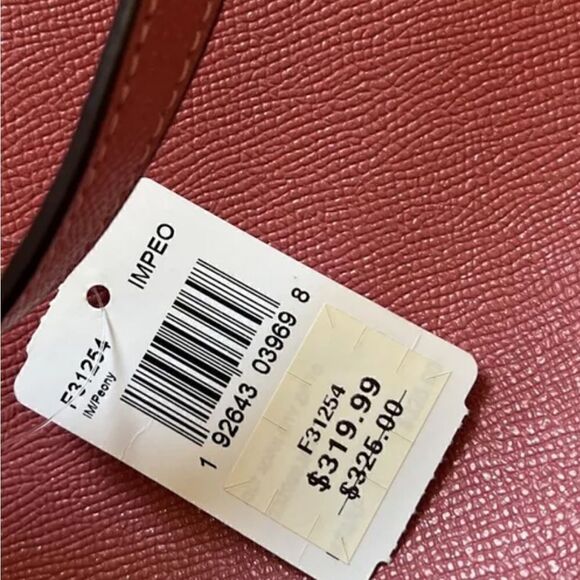 IMPEO
F31254
IM/Peony
1 92643 03969 8
F31254
$319.99
$325.00